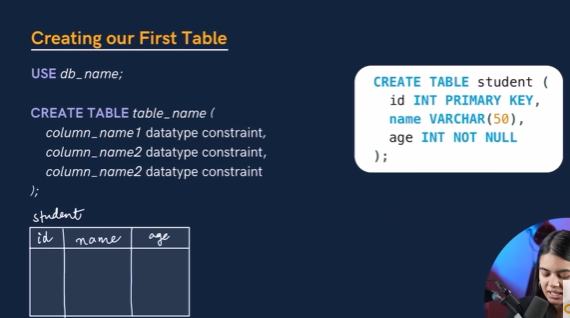 Creating our First Table
USE db_name;
CREATE TABLE table_name (
column_name1 datatype constraint,
column_name2 datatype constraint,
column_name2 datatype constraint
);
CREATE TABLE student (
id INT PRIMARY KEY,
name VARCHAR(50),
age INT NOT NULL
);
student
id name age